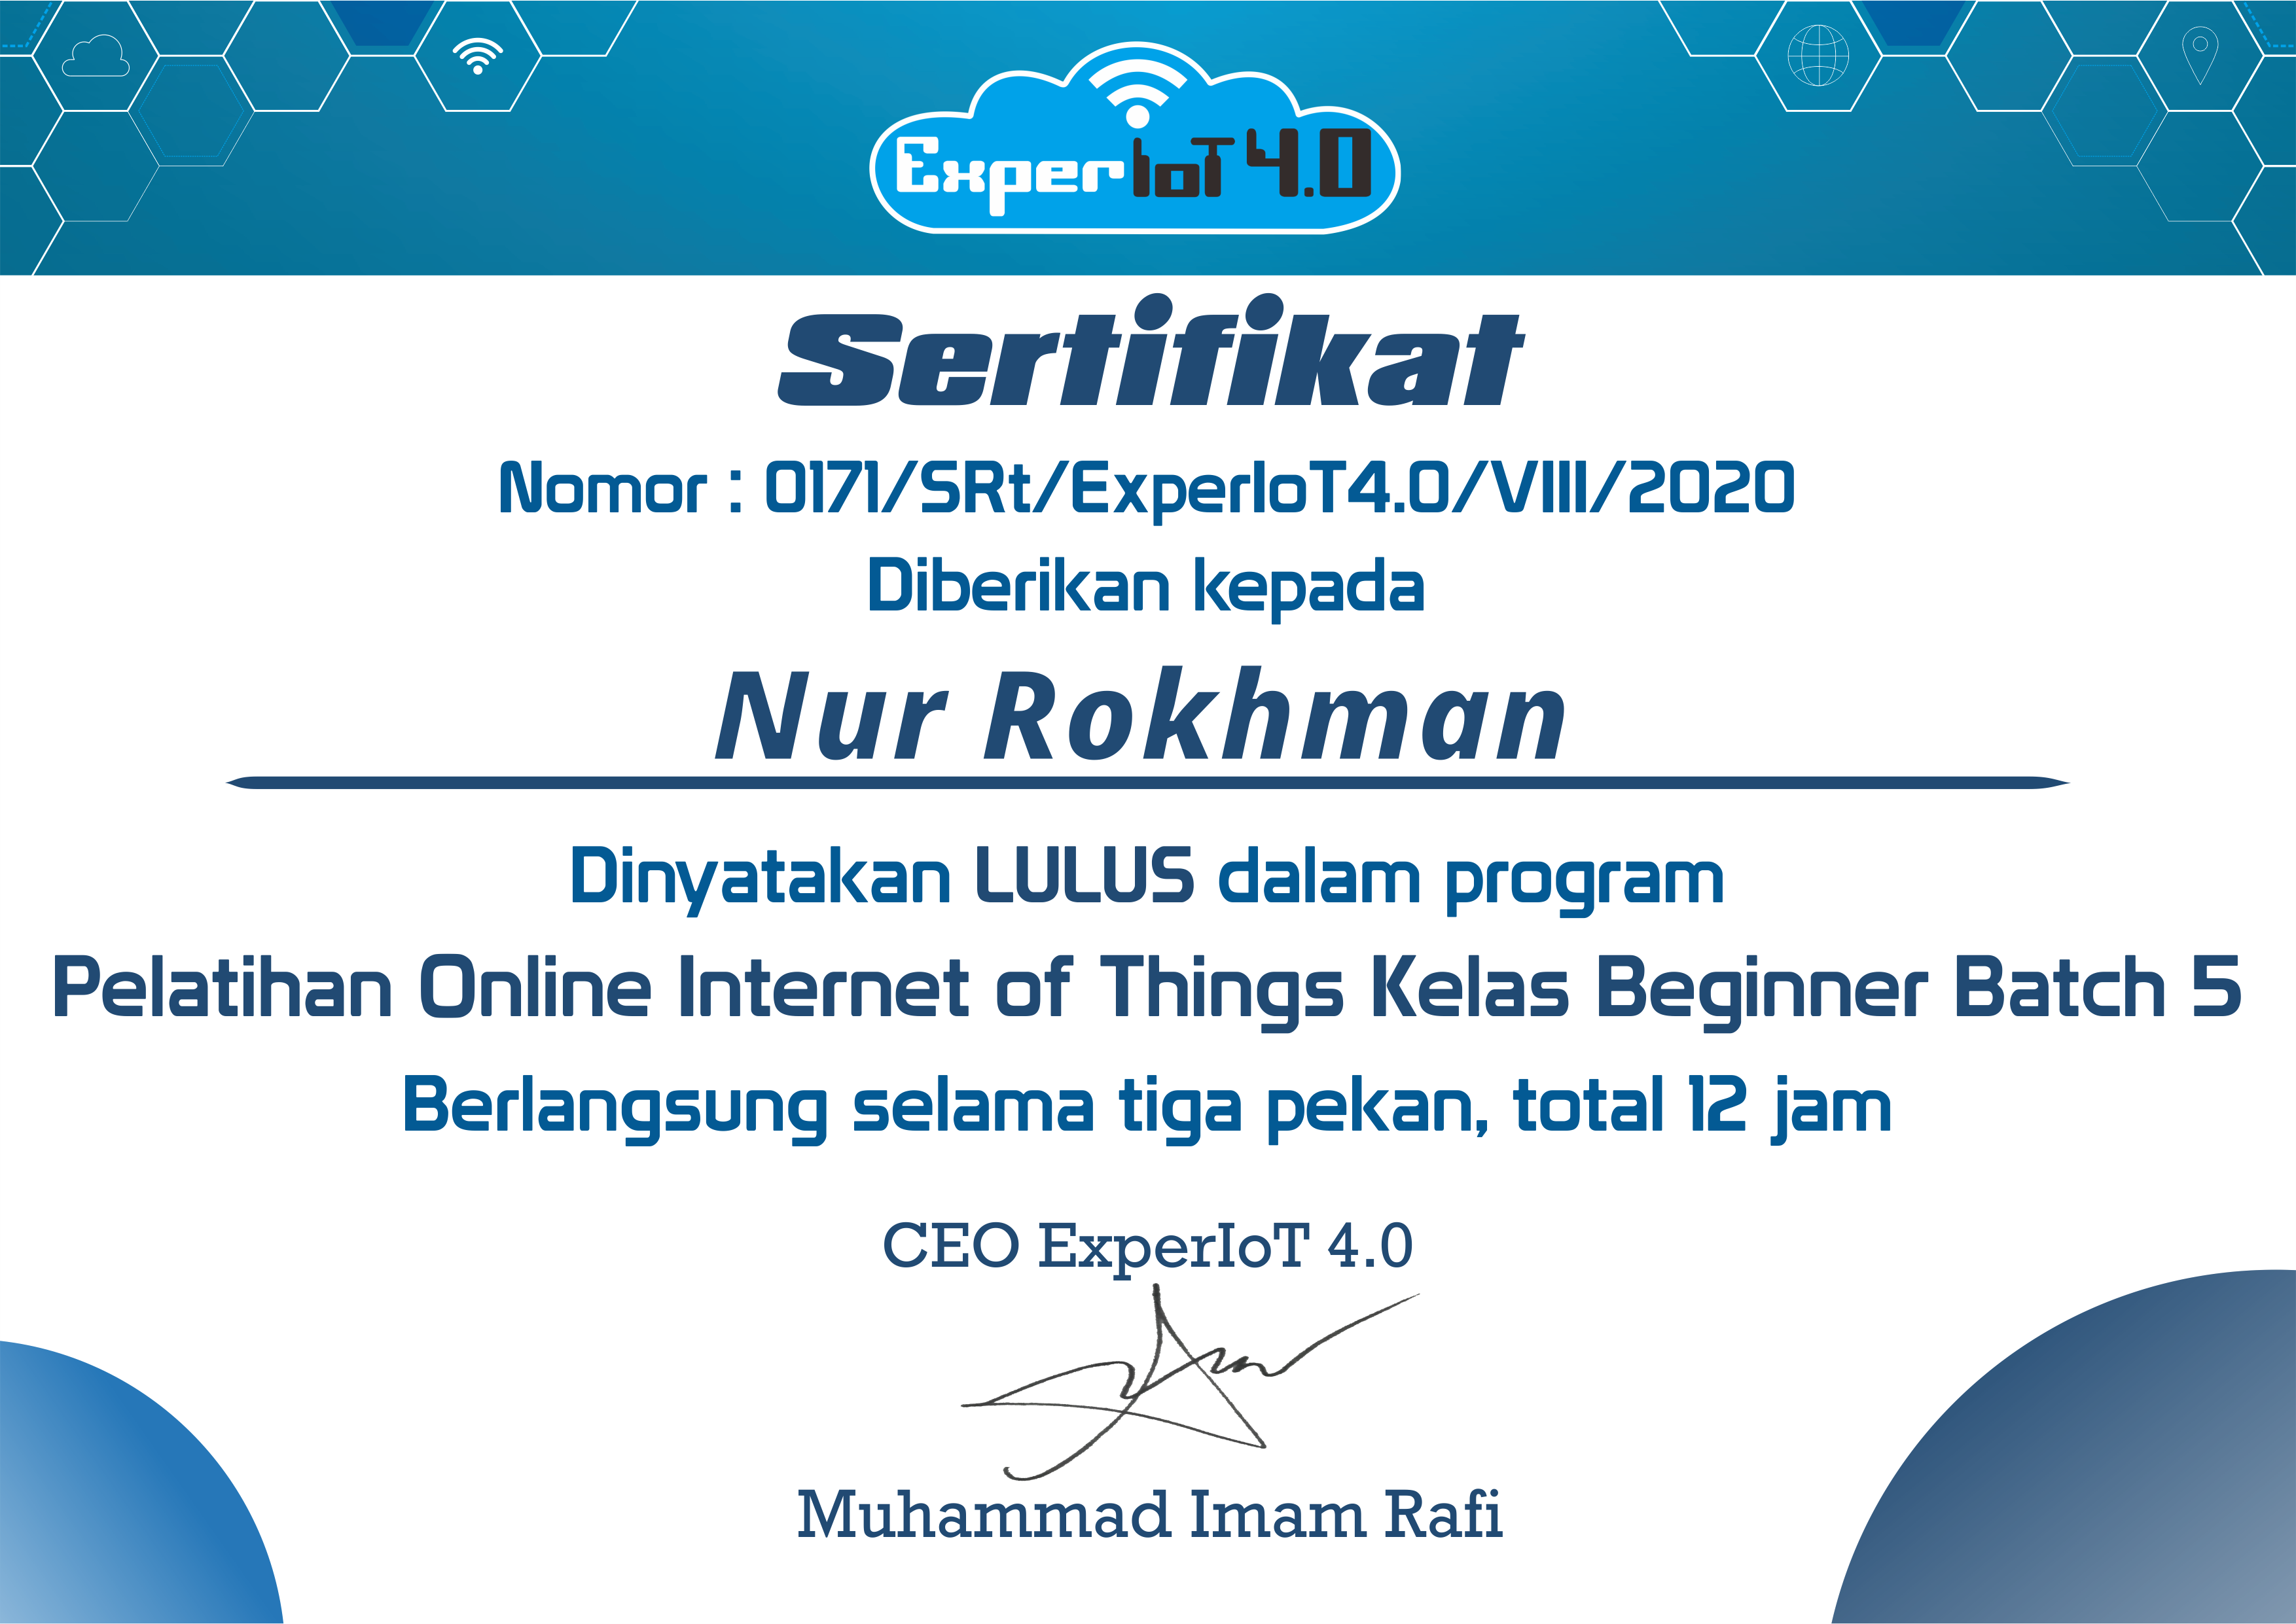 ExperIoT 4.0
Sertifikat
Nomor : 0171/SRt/ExperIoT4.0/VIII/2020
Diberikan kepada
Nur Rokhman
Dinyatakan LULUS dalam program
Pelatihan Online Internet of Things Kelas Beginner Batch 5
Berlangsung selama tiga pekan, total 12 jam
CEO ExperIoT 4.0
Muhammad Imam Rafi